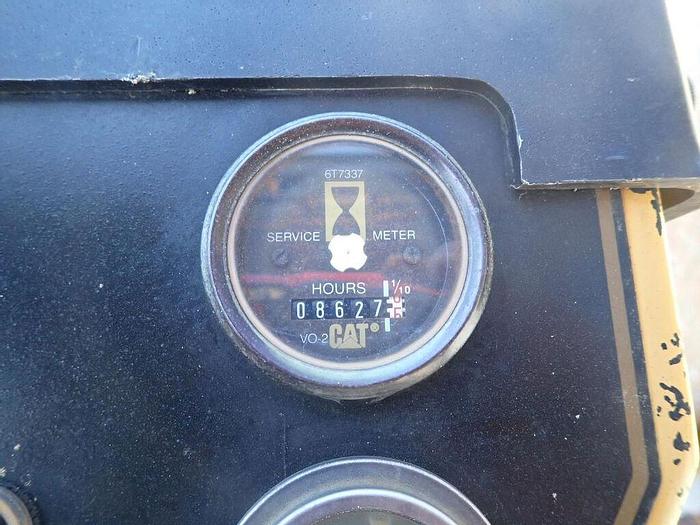 6T7337
SERVICE METER
HOURS 1/10
08627
VO-2 CAT®